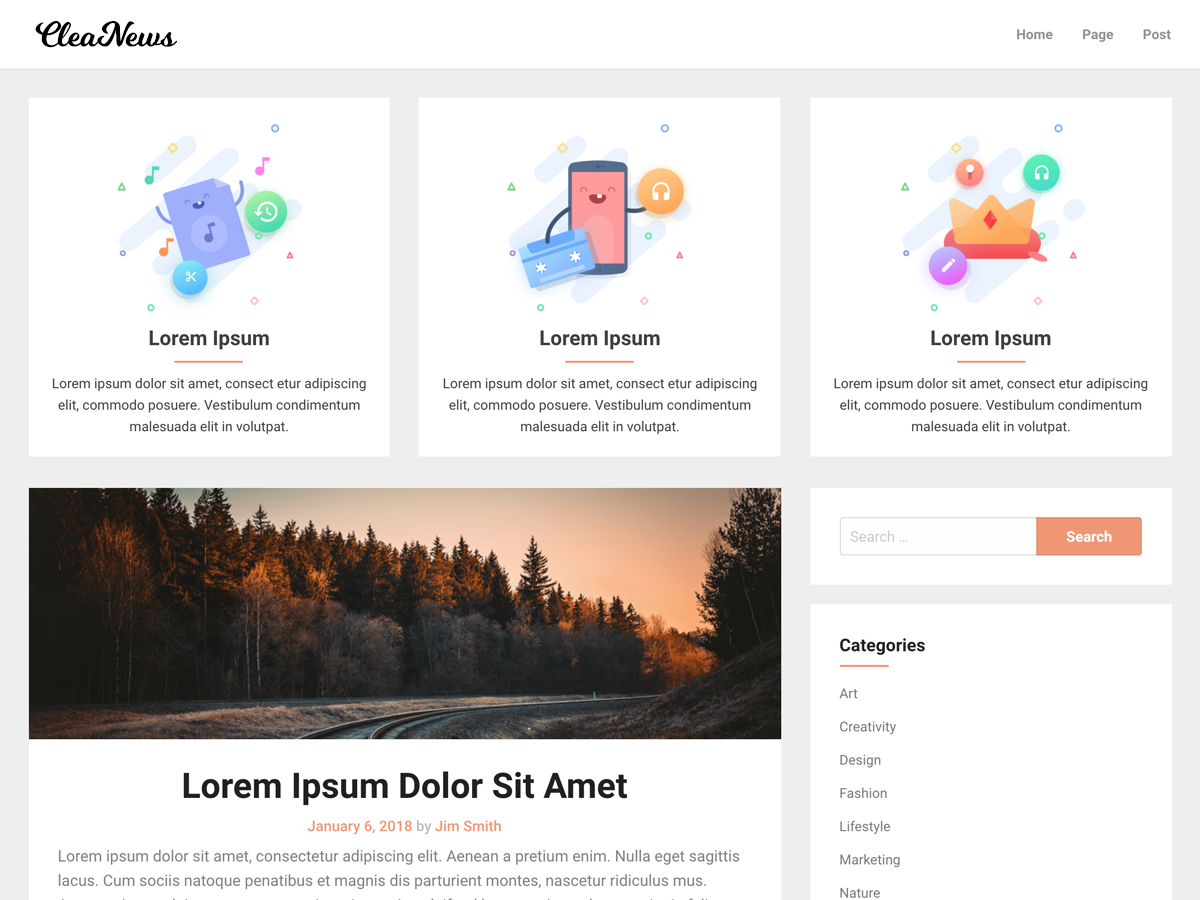 CleaNews
Home Page Post
Lorem Ipsum
Lorem ipsum dolor sit amet, consect etur adipiscing
elit, commodo posuere. Vestibulum condimentum
malesuada elit in volutpat.
Lorem Ipsum
Lorem ipsum dolor sit amet, consect etur adipiscing
elit, commodo posuere. Vestibulum condimentum
malesuada elit in volutpat.
Lorem Ipsum
Lorem ipsum dolor sit amet, consect etur adipiscing
elit, commodo posuere. Vestibulum condimentum
malesuada elit in volutpat.
Lorem Ipsum Dolor Sit Amet
January 6, 2018 by Jim Smith
Lorem ipsum dolor sit amet, consectetur adipiscing elit. Aenean a pretium enim. Nulla eget sagittis
lacus. Cum sociis natoque penatibus et magnis dis parturient montes, nascetur ridiculus mus.
Search …
Search
Categories
Art
Creativity
Design
Fashion
Lifestyle
Marketing
Nature